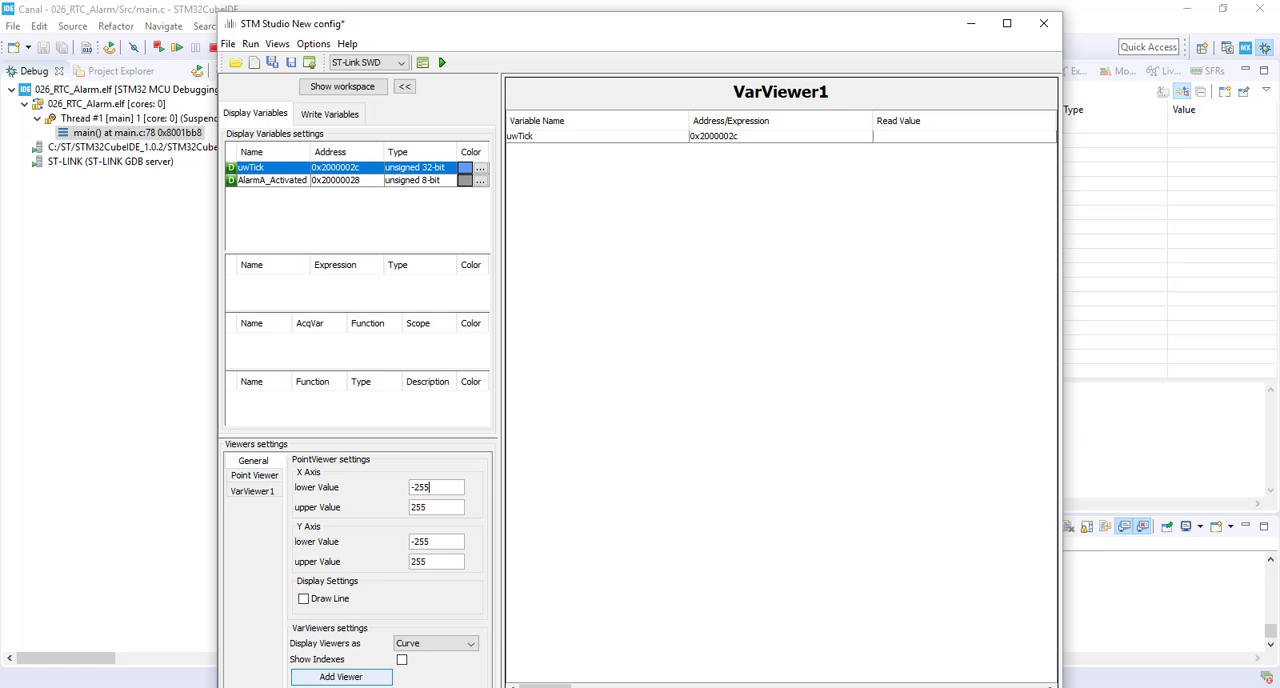 Canal - 026_RTC_Alarm/Src/main.c - STM32CubeIDE
File Edit Source Refactor Navigate Searc
Quick Access
Debug
Project Explorer
026_RTC_Alarm.elf [STM32 MCU Debugging
026_RTC_Alarm.elf [cores: 0]
Thread #1 [main] 1 [core: 0] (Suspen
main() at main.c:78 0x8001bb8
C:/ST/STM32CubeIDE_1.0.2/STM32Cube
ST-LINK (ST-LINK GDB server)
STM Studio New config*
File Run Views Options Help
ST-Link SWD
Show workspace <<
Display Variables Write Variables
Display Variables settings
Name Address Type Color
D uwTick 0x2000002c unsigned 32-bit ...
D AlarmA_Activated 0x20000028 unsigned 8-bit ...
Name Expression Type Color
Name AcqVar Function Scope Color
Name Function Type Description Color
Viewers settings
General
Point Viewer
VarViewer1
PointViewer settings
X Axis
lower Value -255
upper Value 255
Y Axis
lower Value -255
upper Value 255
Display Settings
Draw Line
VarViewers settings
Display Viewers as Curve
Show Indexes
Add Viewer
VarViewer1
Variable Name Address/Expression Read Value
uwTick 0x2000002c
Ex... Mo... Liv... SFRs
Type Value